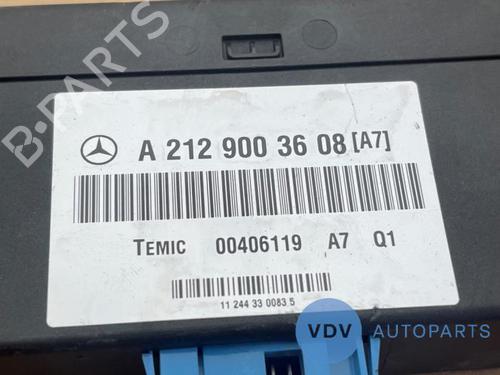 B-PARTS
A 212 900 36 08 [A7]
TEMIC 00406119 A7 Q1
11 244 33 0083 5
VDV AUTOPARTS